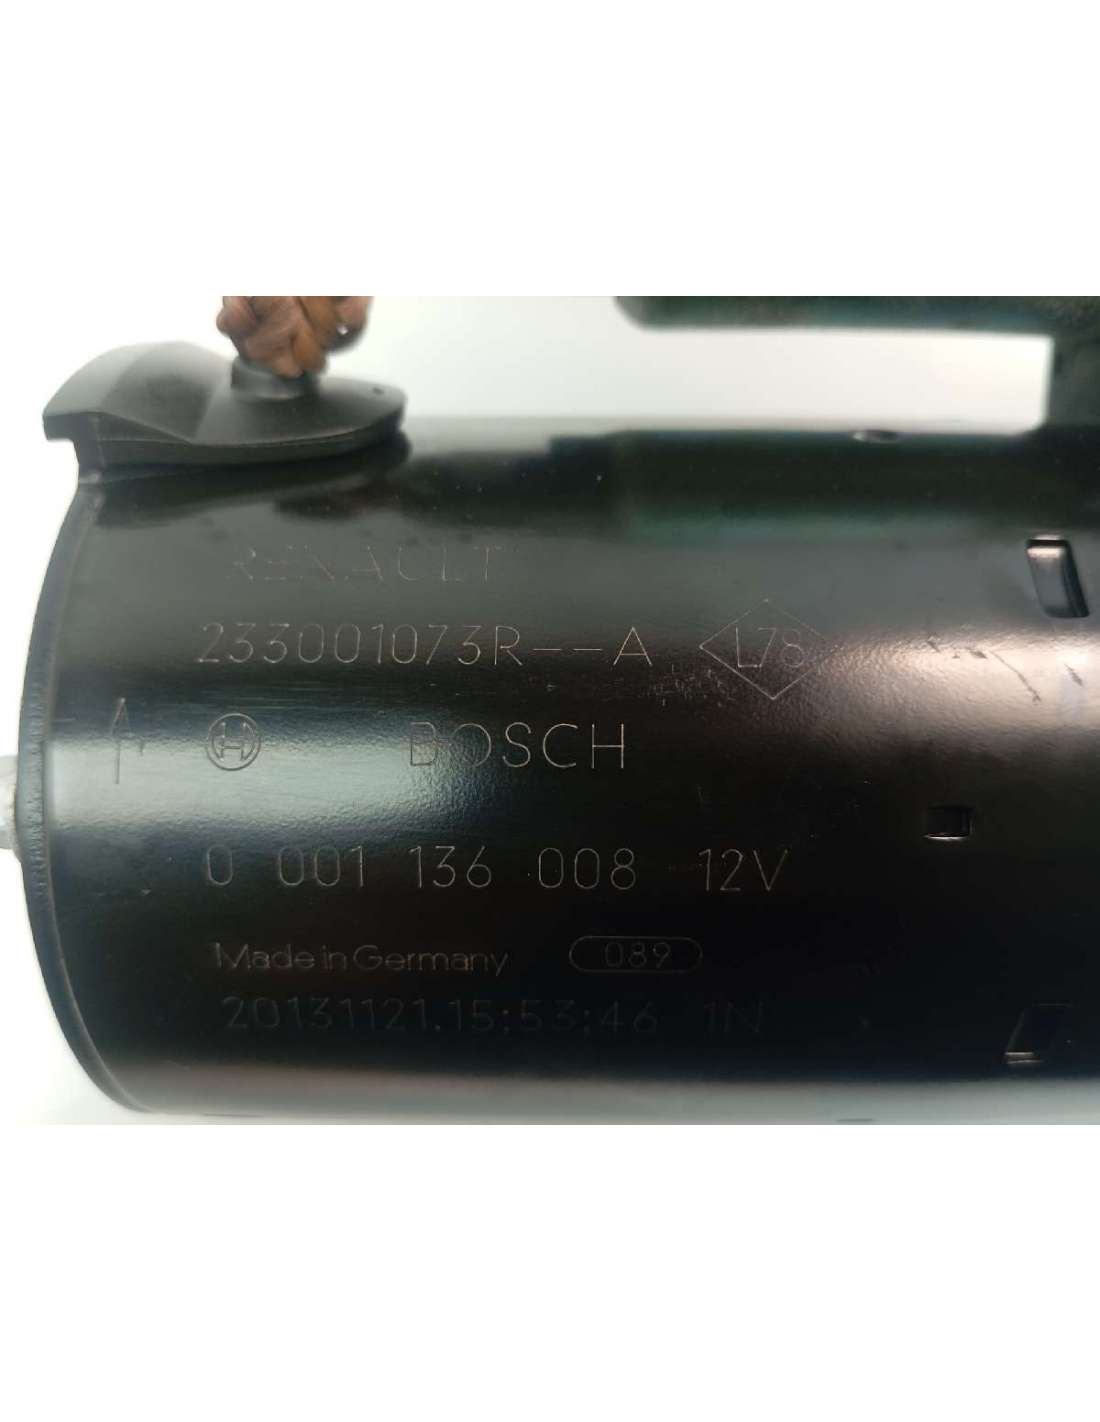 RENAULT
233001073R--A L78
H BOSCH
0 001 136 008 12V
Made in Germany 089
20131121.15:53:46 1N